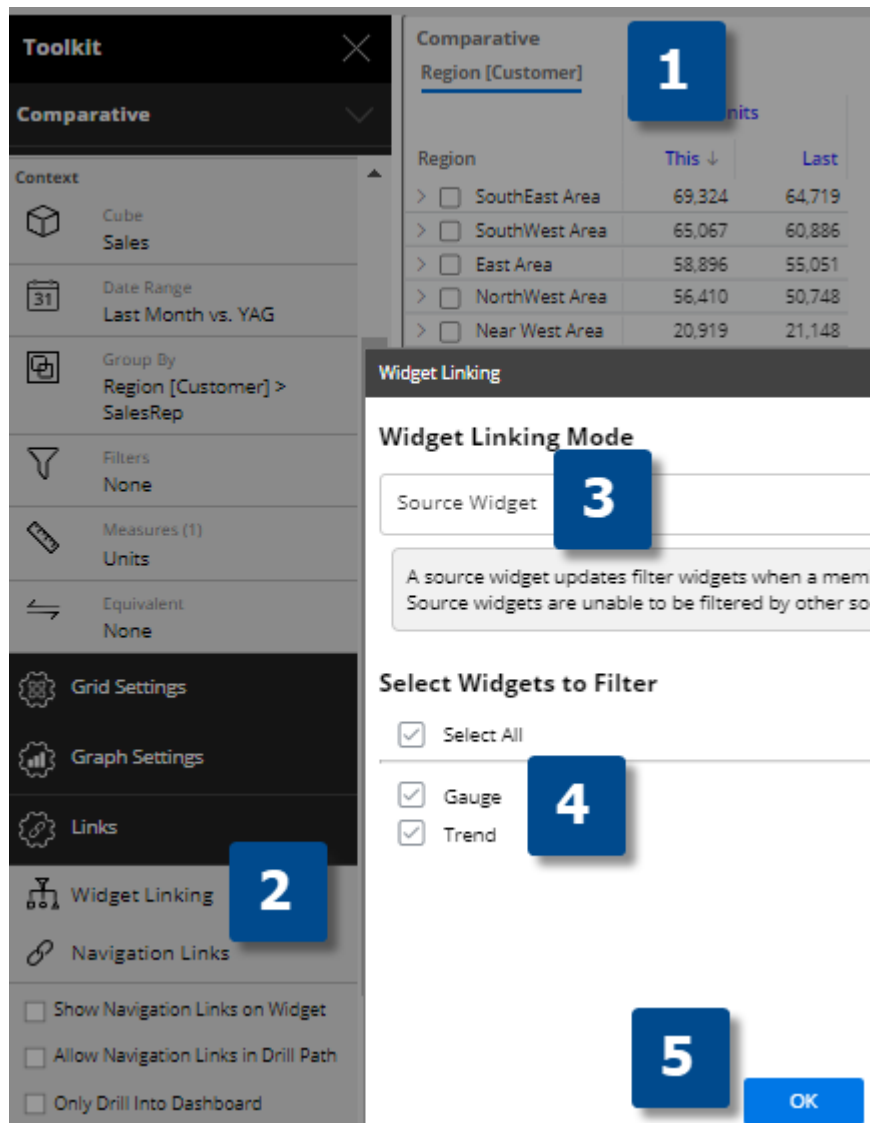 Toolkit
Comparative
Context
Cube
Sales
31
Date Range
Last Month vs. YAG
Group By
Region [Customer] >
SalesRep
Filters
None
Measures (1)
Units
Equivalent
None
Grid Settings
Graph Settings
Links
Widget Linking
2
Navigation Links
Show Navigation Links on Widget
Allow Navigation Links in Drill Path
Only Drill Into Dashboard
Comparative
1
Region [Customer]
Region This ↓ Last
> SouthEast Area 69,324 64,719
> SouthWest Area 65,067 60,886
> East Area 58,896 55,051
> NorthWest Area 56,410 50,748
> Near West Area 20,919 21,148
Widget Linking
Widget Linking Mode
Source Widget
3
A source widget updates filter widgets when a mem
Source widgets are unable to be filtered by other so
Select Widgets to Filter
Select All
Gauge
4
Trend
5
OK